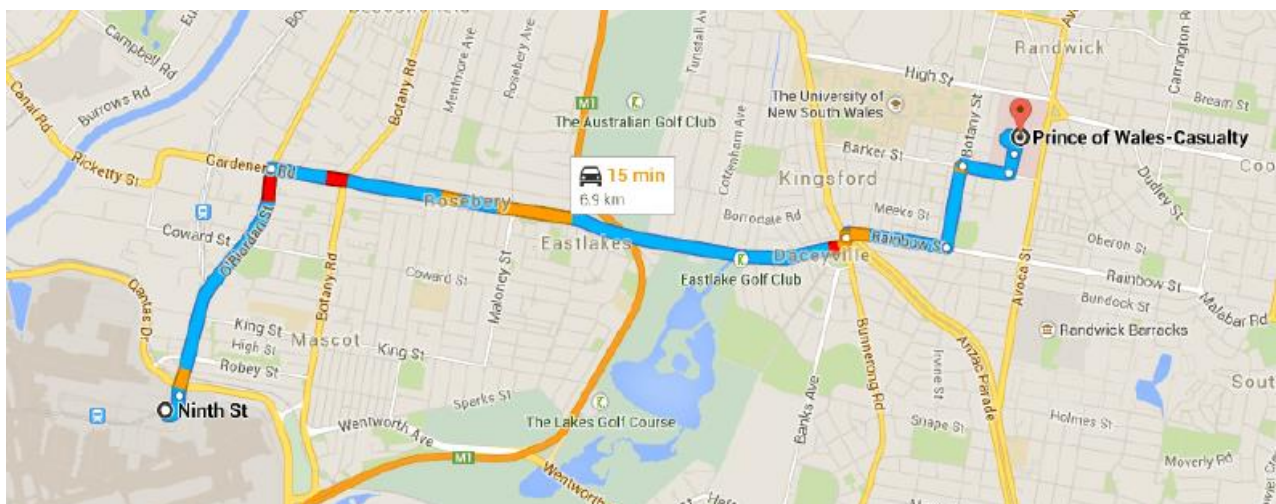 Campbell Rd
Burrows Rd
Canal Rd
Ricketty St
Gardeners Rd
Botany Rd
Mentmore Ave
Rosebery Ave
M1
The Australian Golf Club
Tunstall Ave
Cottenham Ave
The University of
New South Wales
High St
Randwick
Carrington Rd
Bream St
Botany St
Prince of Wales-Casualty
Barker St
Kingsford
15 min
6.9 km
Rosebery
Eastlakes
Borrodale Rd
Meeks St
Dudley St
Coward St
O'Riordan St
Botany Rd
Coward St
Maloney St
Eastlake Golf Club
Daceyville
Rainbow St
Oberon St
Rainbow St
Avoca St
Bundock St
Malabar Rd
Randwick Barracks
Qantas Dr
King St
High St
Mascot
King St
Robey St
Ninth St
Sparks St
Wentworth Ave
The Lakes Golf Course
M1
Wentworth
Banks Ave
Bunnerong Rd
Anzac Parade
Irvine St
Snape St
Holmes St
Moverly Rd
South